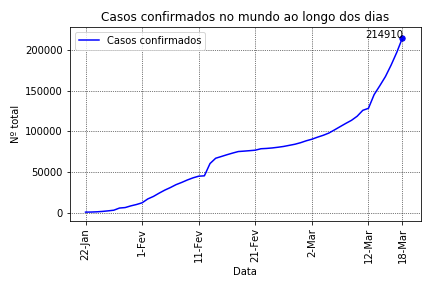 Casos confirmados no mundo ao longo dos dias
Casos confirmados
214910
200000
150000
100000
50000
0
Nº total
22-Jan
1-Fev
11-Fev
21-Fev
2-Mar
12-Mar
18-Mar
Data